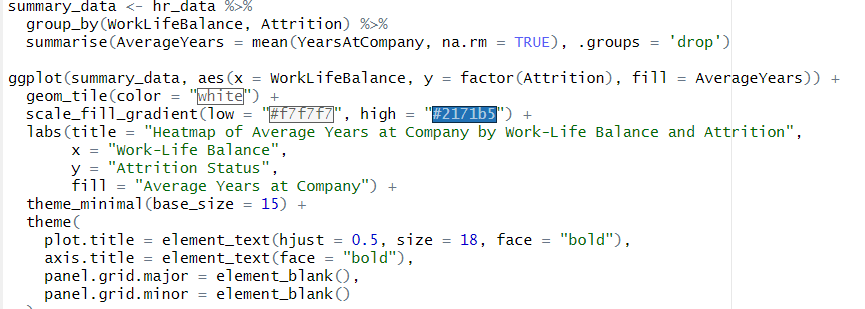 summary_data <- hr_data %>%
  group_by(WorkLifeBalance, Attrition) %>%
  summarise(AverageYears = mean(YearsAtCompany, na.rm = TRUE), .groups = 'drop')

ggplot(summary_data, aes(x = WorkLifeBalance, y = factor(Attrition), fill = AverageYears)) +
  geom_tile(color = "white") +
  scale_fill_gradient(low = "#f7f7f7", high = "#2171b5") +
  labs(title = "Heatmap of Average Years at Company by Work-Life Balance and Attrition",
       x = "Work-Life Balance",
       y = "Attrition Status",
       fill = "Average Years at Company") +
  theme_minimal(base_size = 15) +
  theme(
    plot.title = element_text(hjust = 0.5, size = 18, face = "bold"),
    axis.title = element_text(face = "bold"),
    panel.grid.major = element_blank(),
    panel.grid.minor = element_blank()
  )